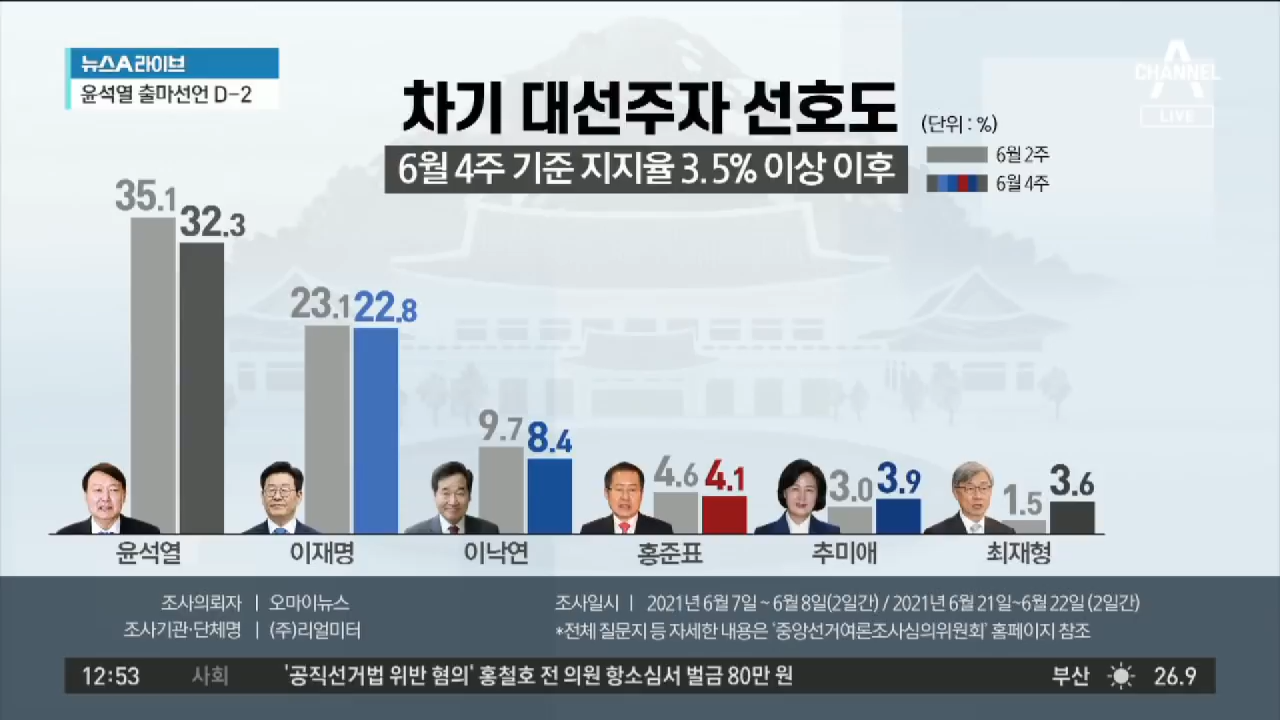 뉴스A 라이브
윤석열 출마선언 D-2
CHANNEL A
LIVE
차기 대선주자 선호도
(단위 : %)
6월 4주 기준 지지율 3.5% 이상 이후
6월 2주
6월 4주
35.1 32.3
23.1 22.8
9.7 8.4
4.6 4.1
3.0 3.9
1.5 3.6
윤석열 이재명 이낙연 홍준표 추미애 최재형
조사의뢰자 | 오마이뉴스
조사기관·단체명 | (주)리얼미터
조사일시 | 2021년 6월 7일 ~ 6월 8일(2일간) / 2021년 6월 21일~6월 22일 (2일간)
*전체 질문지 등 자세한 내용은 '중앙선거여론조사심의위원회' 홈페이지 참조
12:53 사회 '공직선거법 위반 혐의' 홍철호 전 의원 항소심서 벌금 80만 원 부산 26.9